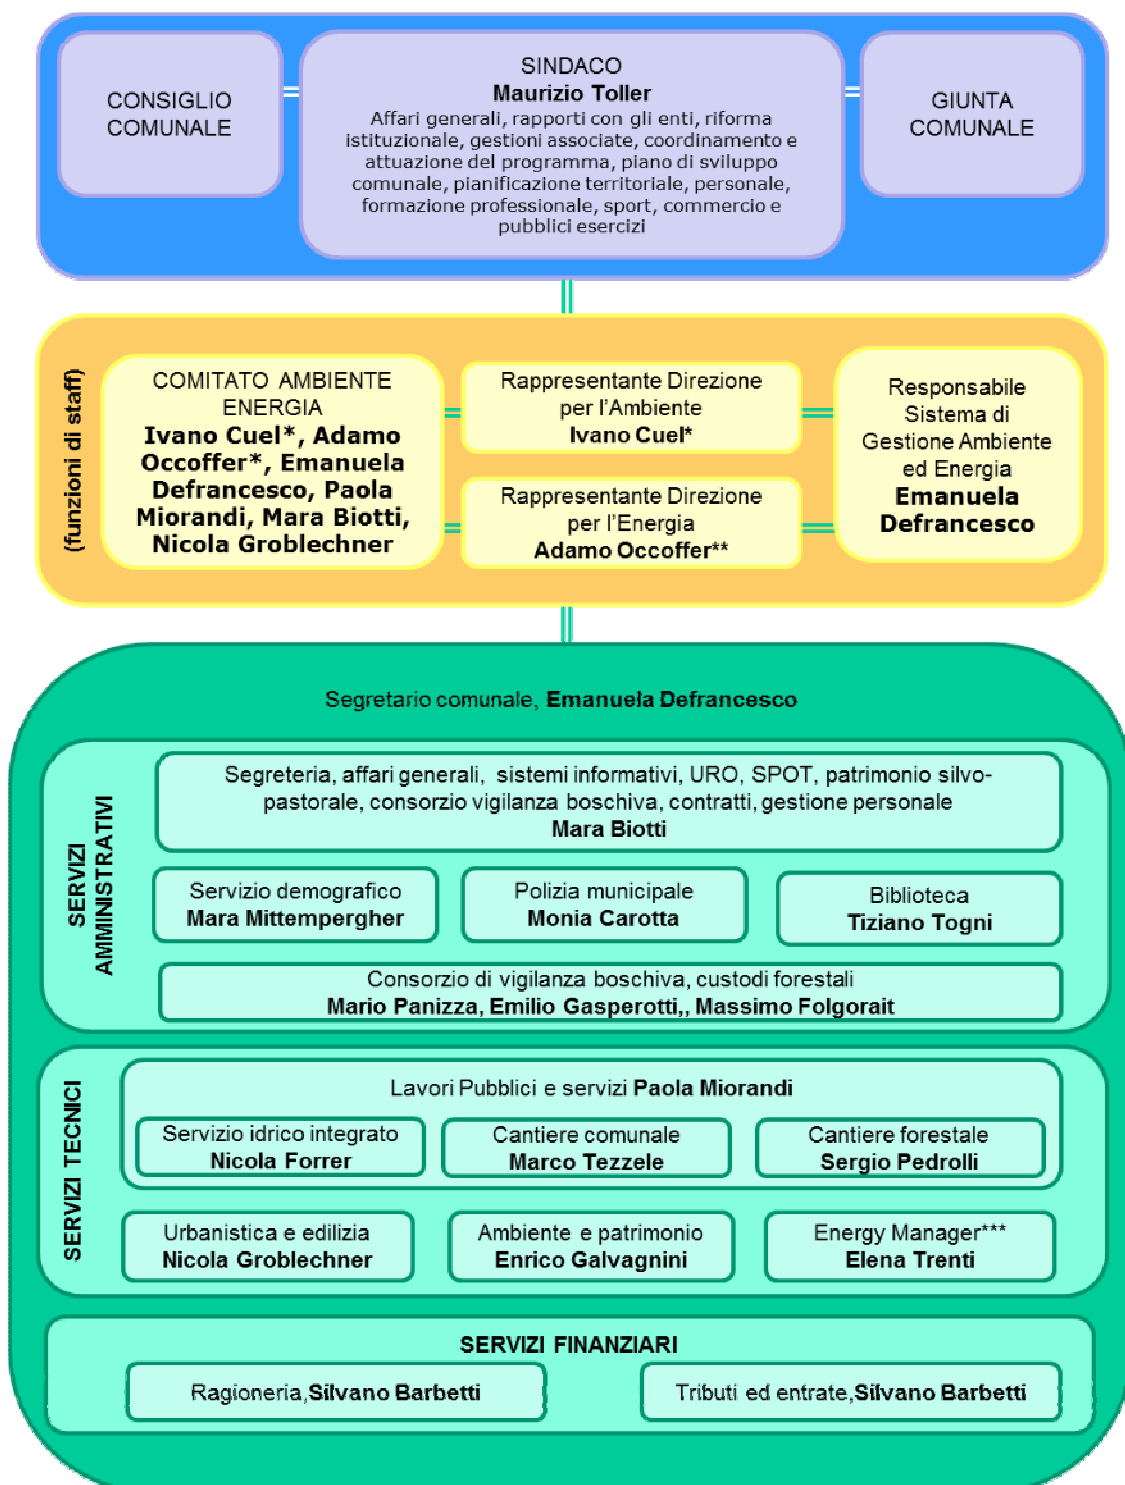 CONSIGLIO
COMUNALE
SINDACO
Maurizio Toller
Affari generali, rapporti con gli enti, riforma
istituzionale, gestioni associate, coordinamento e
attuazione del programma, piano di sviluppo
comunale, pianificazione territoriale, personale,
formazione professionale, sport, commercio e
pubblici esercizi
GIUNTA
COMUNALE
(funzioni di staff)
COMITATO AMBIENTE
ENERGIA
Ivano Cuel*, Adamo
Occoffer*, Emanuela
Defrancesco, Paola
Miorandi, Mara Biotti,
Nicola Groblechner
Rappresentante Direzione
per l'Ambiente
Ivano Cuel*
Rappresentante Direzione
per l'Energia
Adamo Occoffer**
Responsabile
Sistema di
Gestione Ambiente
ed Energia
Emanuela
Defrancesco
Segretario comunale, Emanuela Defrancesco
SERVIZI
AMMINISTRATIVI
Segreteria, affari generali, sistemi informativi, URO, SPOT, patrimonio silvo-
pastorale, consorzio vigilanza boschiva, contratti, gestione personale
Mara Biotti
Servizio demografico
Mara Mittempergher
Polizia municipale
Monia Carotta
Biblioteca
Tiziano Togni
Consorzio di vigilanza boschiva, custodi forestali
Mario Panizza, Emilio Gasperotti,, Massimo Folgorait
SERVIZI TECNICI
Lavori Pubblici e servizi Paola Miorandi
Servizio idrico integrato
Nicola Forrer
Cantiere comunale
Marco Tezzele
Cantiere forestale
Sergio Pedrolli
Urbanistica e edilizia
Nicola Groblechner
Ambiente e patrimonio
Enrico Galvagnini
Energy Manager***
Elena Trenti
SERVIZI FINANZIARI
Ragioneria,Silvano Barbetti
Tributi ed entrate,Silvano Barbetti